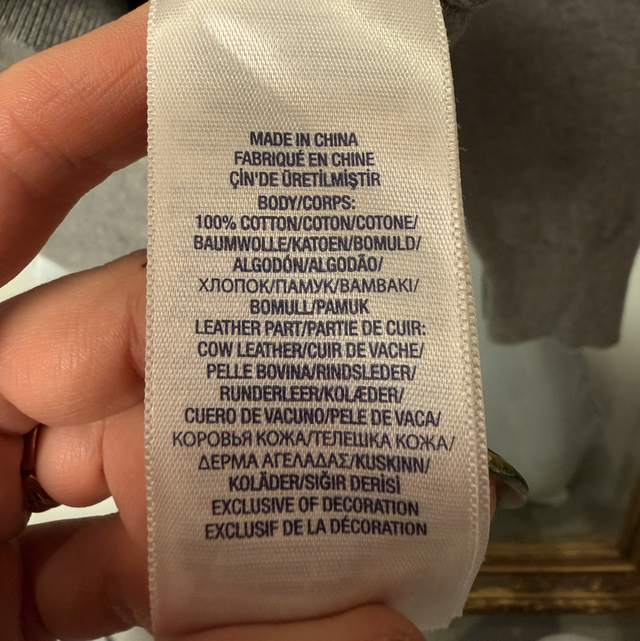 MADE IN CHINA
FABRIQUÉ EN CHINE
ÇİN'DE ÜRETİLMİŞTİR
BODY/CORPS:
100% COTTON/COTON/COTONE/
BAUMWOLLE/KATOEN/BOMULD/
ALGODÓN/ALGODÃO/
ХЛОПОК/ПАМУК/ΒΑΜΒΑΚΙ/
BOMULL/PAMUK
LEATHER PART/PARTIE DE CUIR:
COW LEATHER/CUIR DE VACHE/
PELLE BOVINA/RINDSLEDER/
RUNDERLEER/KOLÆDER/
CUERO DE VACUNO/PELE DE VACA/
КОРОВЬЯ КОЖА/ТЕЛЕШКА КОЖА/
ΔΕΡΜΑ ΑΓΕΛΑΔΑΣ/KUSKINN/
KOLÄDER/SIĞIR DERİSİ
EXCLUSIVE OF DECORATION
EXCLUSIF DE LA DÉCORATION